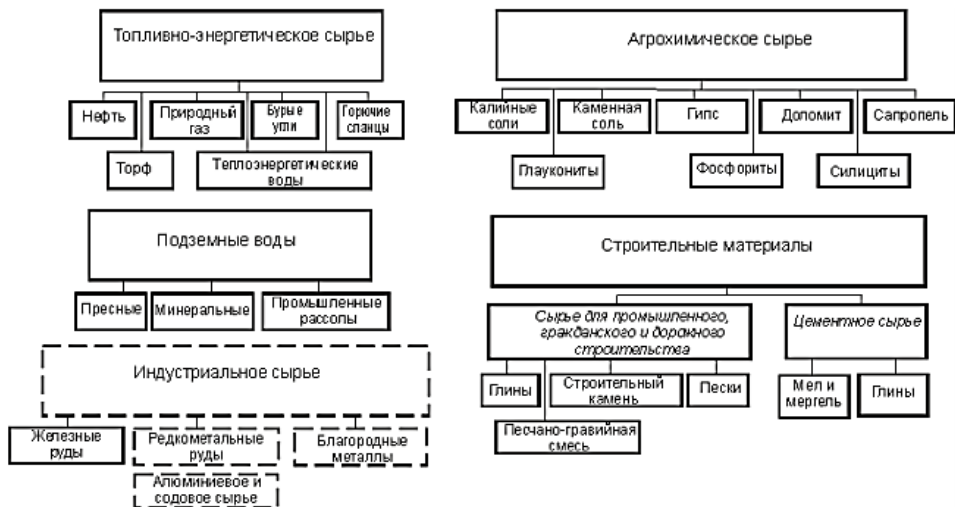 Топливно-энергетическое сырье
Нефть
Природный
газ
Бурые
угли
Горючие
сланцы
Торф
Теплоэнергетические
воды
Подземные воды
Пресные
Минеральные
Промышленные
рассолы
Индустриальное сырье
Железные
руды
Редкометальные
руды
Благородные
металлы
Алюминиевое и
содовое сырье
Агрохимическое сырье
Калийные
соли
Каменная
соль
Гипс
Доломит
Сапропель
Глаукониты
Фосфориты
Силициты
Строительные материалы
Сырье для промышленного,
гражданского и дорожного
строительства
Цементное сырье
Глины
Строительный
камень
Пески
Песчано-гравийная
смесь
Мел и
мергель
Глины